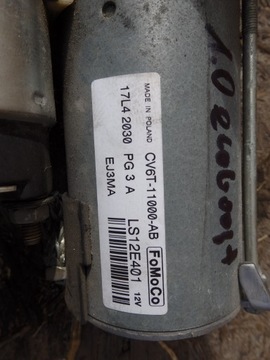 MADE IN POLAND CV6T-11000-AB FoMoCo
17L4 2030 PG 3 A LS12E401 12V
EJ3MA
1.0 ecoboost